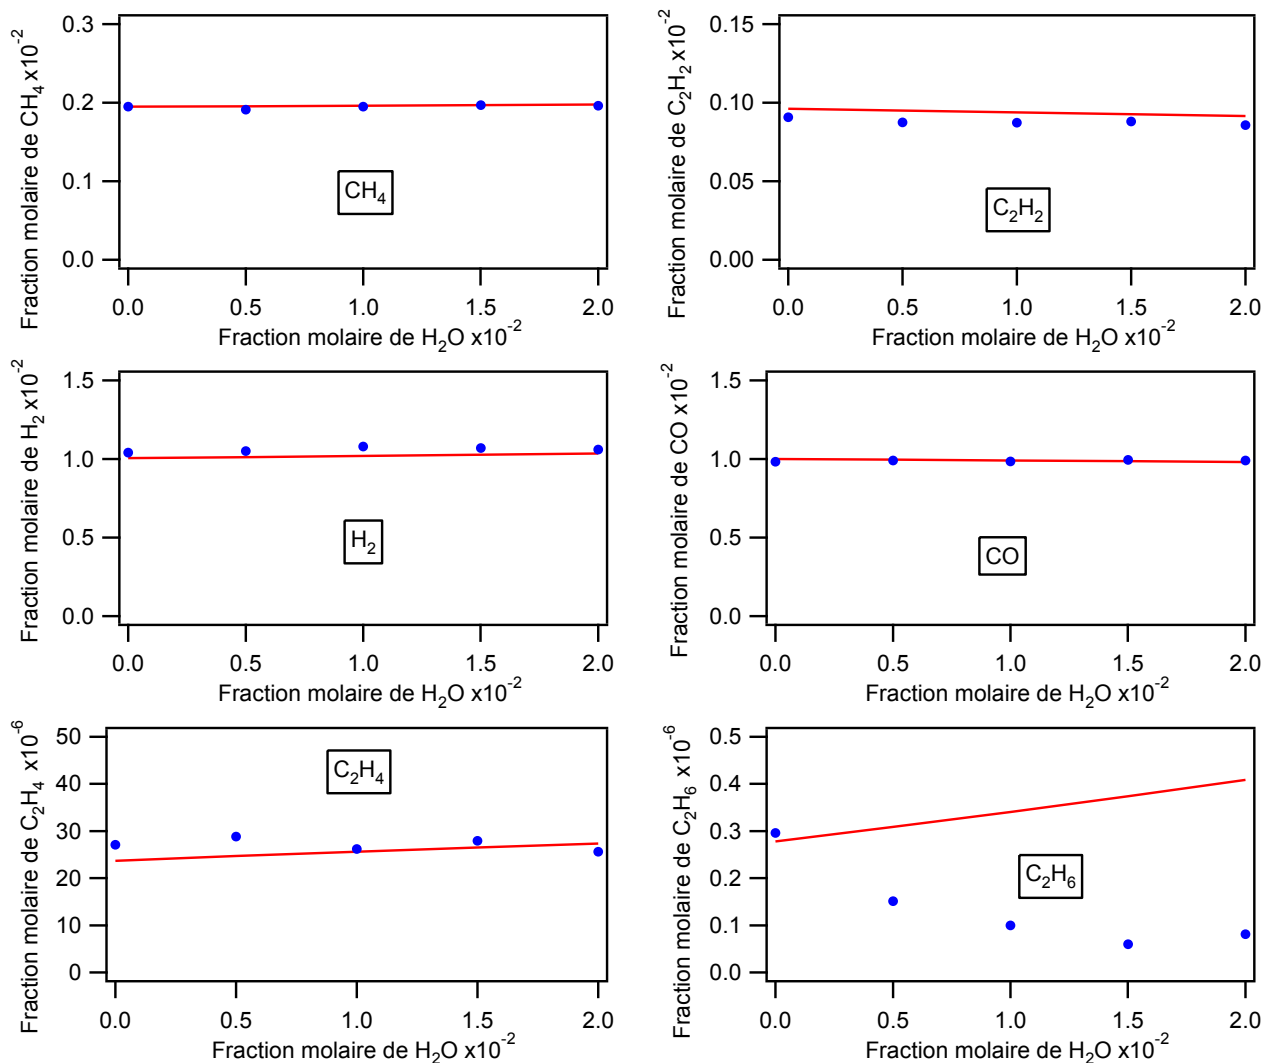 Fraction molaire de CH₄ x10⁻²
0.3
0.2
0.1
0.0
CH₄
0.0 0.5 1.0 1.5 2.0
Fraction molaire de H₂O x10⁻²
Fraction molaire de C₂H₂ x10⁻²
0.15
0.10
0.05
0.00
C₂H₂
0.0 0.5 1.0 1.5 2.0
Fraction molaire de H₂O x10⁻²
Fraction molaire de H₂ x10⁻²
1.5
1.0
0.5
0.0
H₂
0.0 0.5 1.0 1.5 2.0
Fraction molaire de H₂O x10⁻²
Fraction molaire de CO x10⁻²
1.5
1.0
0.5
0.0
CO
0.0 0.5 1.0 1.5 2.0
Fraction molaire de H₂O x10⁻²
Fraction molaire de C₂H₄ x10⁻⁶
50
40
30
20
10
0
C₂H₄
0.0 0.5 1.0 1.5 2.0
Fraction molaire de H₂O x10⁻²
Fraction molaire de C₂H₆ x10⁻⁶
0.5
0.4
0.3
0.2
0.1
0.0
C₂H₆
0.0 0.5 1.0 1.5 2.0
Fraction molaire de H₂O x10⁻²